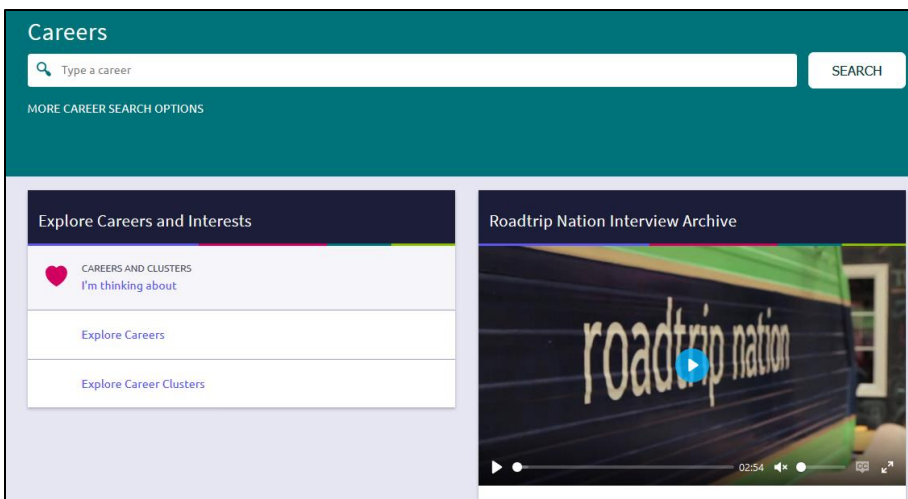 Careers
Type a career
SEARCH
MORE CAREER SEARCH OPTIONS
Explore Careers and Interests
CAREERS AND CLUSTERS
I'm thinking about
Explore Careers
Explore Career Clusters
Roadtrip Nation Interview Archive
roadtrip nation
02:54
CC